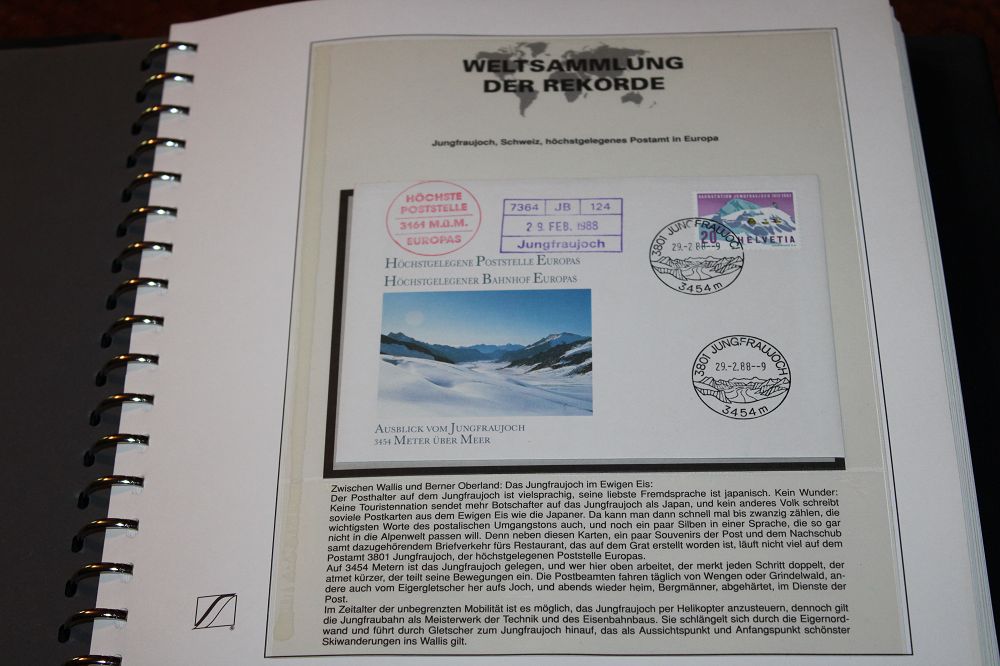 WELTSAMMLUNG
DER REKORDE
Jungfraujoch, Schweiz, höchstgelegenes Postamt in Europa
HÖCHSTE
POSTSTELLE
3161 M.ü.M.
EUROPAS
7364 JB 124
29. FEB. 1988
Jungfraujoch
20 HELVETIA
3801 JUNGFRAUJOCH
29.-2.88--9
3454 m
HÖCHSTGELEGENE POSTSTELLE EUROPAS
HÖCHSTGELEGENER BAHNHOF EUROPAS
3801 JUNGFRAUJOCH
29.-2.88--9
3454 m
AUSBLICK VOM JUNGFRAUJOCH
3454 METER ÜBER MEER
Zwischen Wallis und Berner Oberland: Das Jungfraujoch im Ewigen Eis:
Der Posthalter auf dem Jungfraujoch ist vielsprachig, seine liebste Fremdsprache ist japanisch. Kein Wunder:
Keine Touristennation sendet mehr Botschafter auf das Jungfraujoch als Japan, und kein anderes Volk schreibt
soviele Postkarten aus dem Ewigen Eis wie die Japaner. Da kann man dann schnell mal bis zwanzig zählen, die
wichtigsten Worte des postalischen Umgangstons auch, und noch ein paar Silben in einer Sprache, die so gar
nicht in die Alpenwelt passen will. Denn neben diesen Karten, ein paar Souvenirs der Post und dem Nachschub
samt dazugehörendem Briefverkehr fürs Restaurant, das auf dem Grat erstellt worden ist, läuft nicht viel auf dem
Postamt 3801 Jungfraujoch, der höchstgelegenen Poststelle Europas.
Auf 3454 Metern ist das Jungfraujoch gelegen, und wer hier oben arbeitet, der merkt jeden Schritt doppelt, der
atmet kürzer, der teilt seine Bewegungen ein. Die Postbeamten fahren täglich von Wengen oder Grindelwald, an-
dere auch vom Eigergletscher her aufs Joch, und abends wieder heim, Bergmänner, abgehärtet, im Dienste der
Post.
Im Zeitalter der unbegrenzten Mobilität ist es möglich, das Jungfraujoch per Helikopter anzusteuern, dennoch gilt
die Jungfraubahn als Meisterwerk der Technik und des Eisenbahnbaus. Sie schlängelt sich durch die Eigernord-
wand und führt durch Gletscher zum Jungfraujoch hinauf, das als Aussichtspunkt und Anfangspunkt schönster
Skiwanderungen ins Wallis gilt.